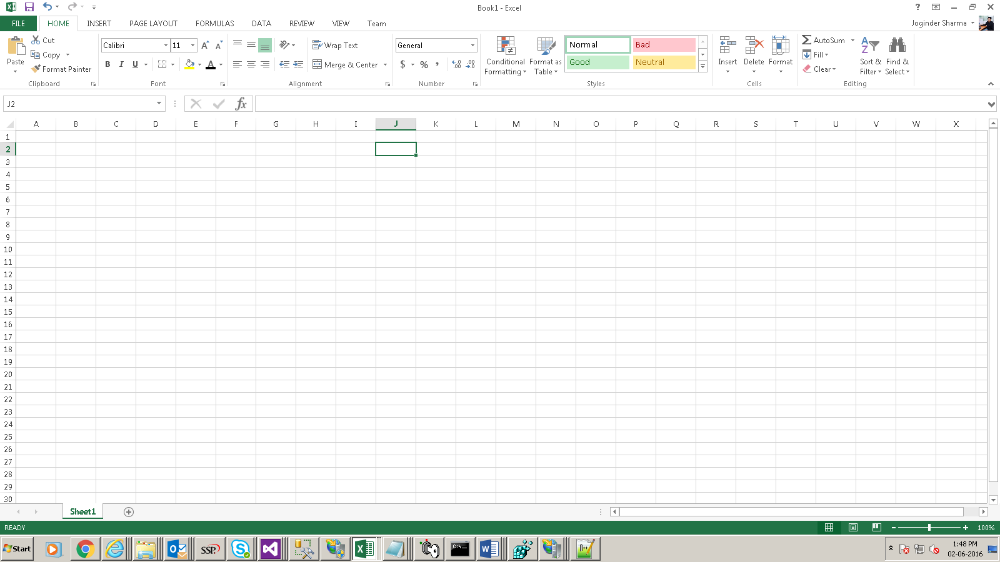 Book1 - Excel
?
FILE HOME INSERT PAGE LAYOUT FORMULAS DATA REVIEW VIEW Team
Joginder Sharma
Paste
Cut
Copy
Format Painter
Clipboard
Calibri 11
B I U A
Font
Wrap Text
Merge & Center
Alignment
General
$ % ,
Number
Conditional Formatting
Format as Table
Normal Bad
Good Neutral
Styles
Insert Delete Format
Cells
AutoSum
Fill
Clear
Sort & Filter
Find & Select
Editing
J2
fx
A B C D E F G H I J K L M N O P Q R S T U V W X
1
2
3
4
5
6
7
8
9
10
11
12
13
14
15
16
17
18
19
20
21
22
23
24
25
26
27
28
29
30
Sheet1
READY
100%
Start
SSP
1:48 PM
02-06-2016